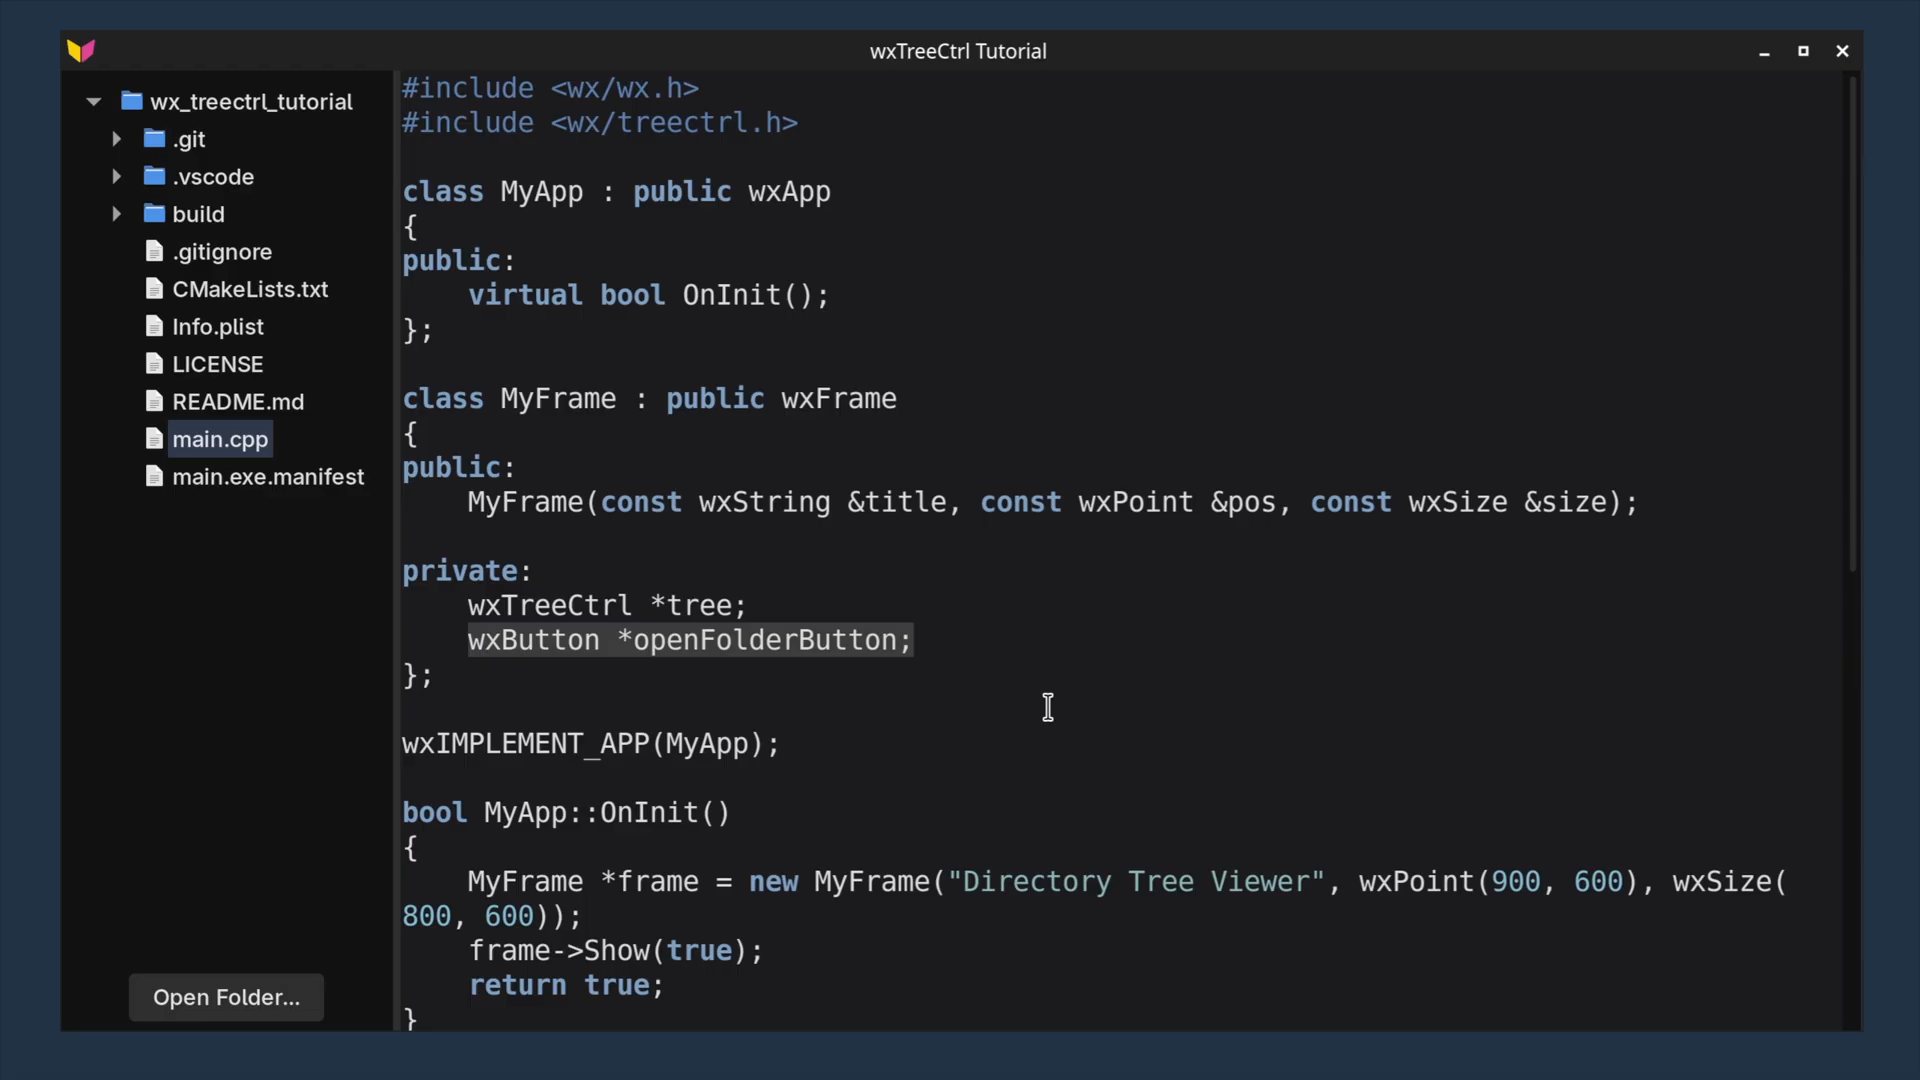 wxTreeCtrl Tutorial
wx_treectrl_tutorial
.git
.vscode
build
.gitignore
CMakeLists.txt
Info.plist
LICENSE
README.md
main.cpp
main.exe.manifest
Open Folder...
#include <wx/wx.h>
#include <wx/treectrl.h>

class MyApp : public wxApp
{
public:
    virtual bool OnInit();
};

class MyFrame : public wxFrame
{
public:
    MyFrame(const wxString &title, const wxPoint &pos, const wxSize &size);

private:
    wxTreeCtrl *tree;
    wxButton *openFolderButton;
};

wxIMPLEMENT_APP(MyApp);

bool MyApp::OnInit()
{
    MyFrame *frame = new MyFrame("Directory Tree Viewer", wxPoint(900, 600), wxSize(
800, 600));
    frame->Show(true);
    return true;
}